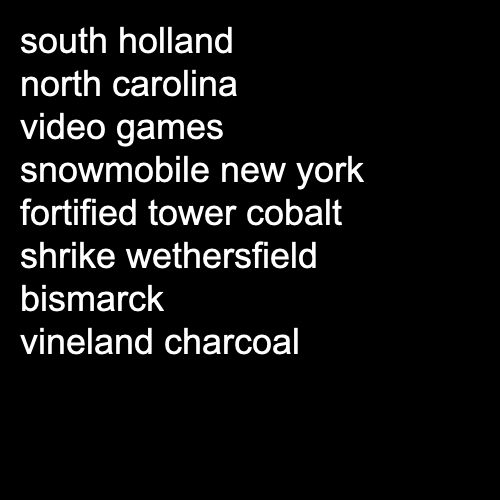 south holland
north carolina
video games
snowmobile new york
fortified tower cobalt
shrike wethersfield
bismarck
vineland charcoal